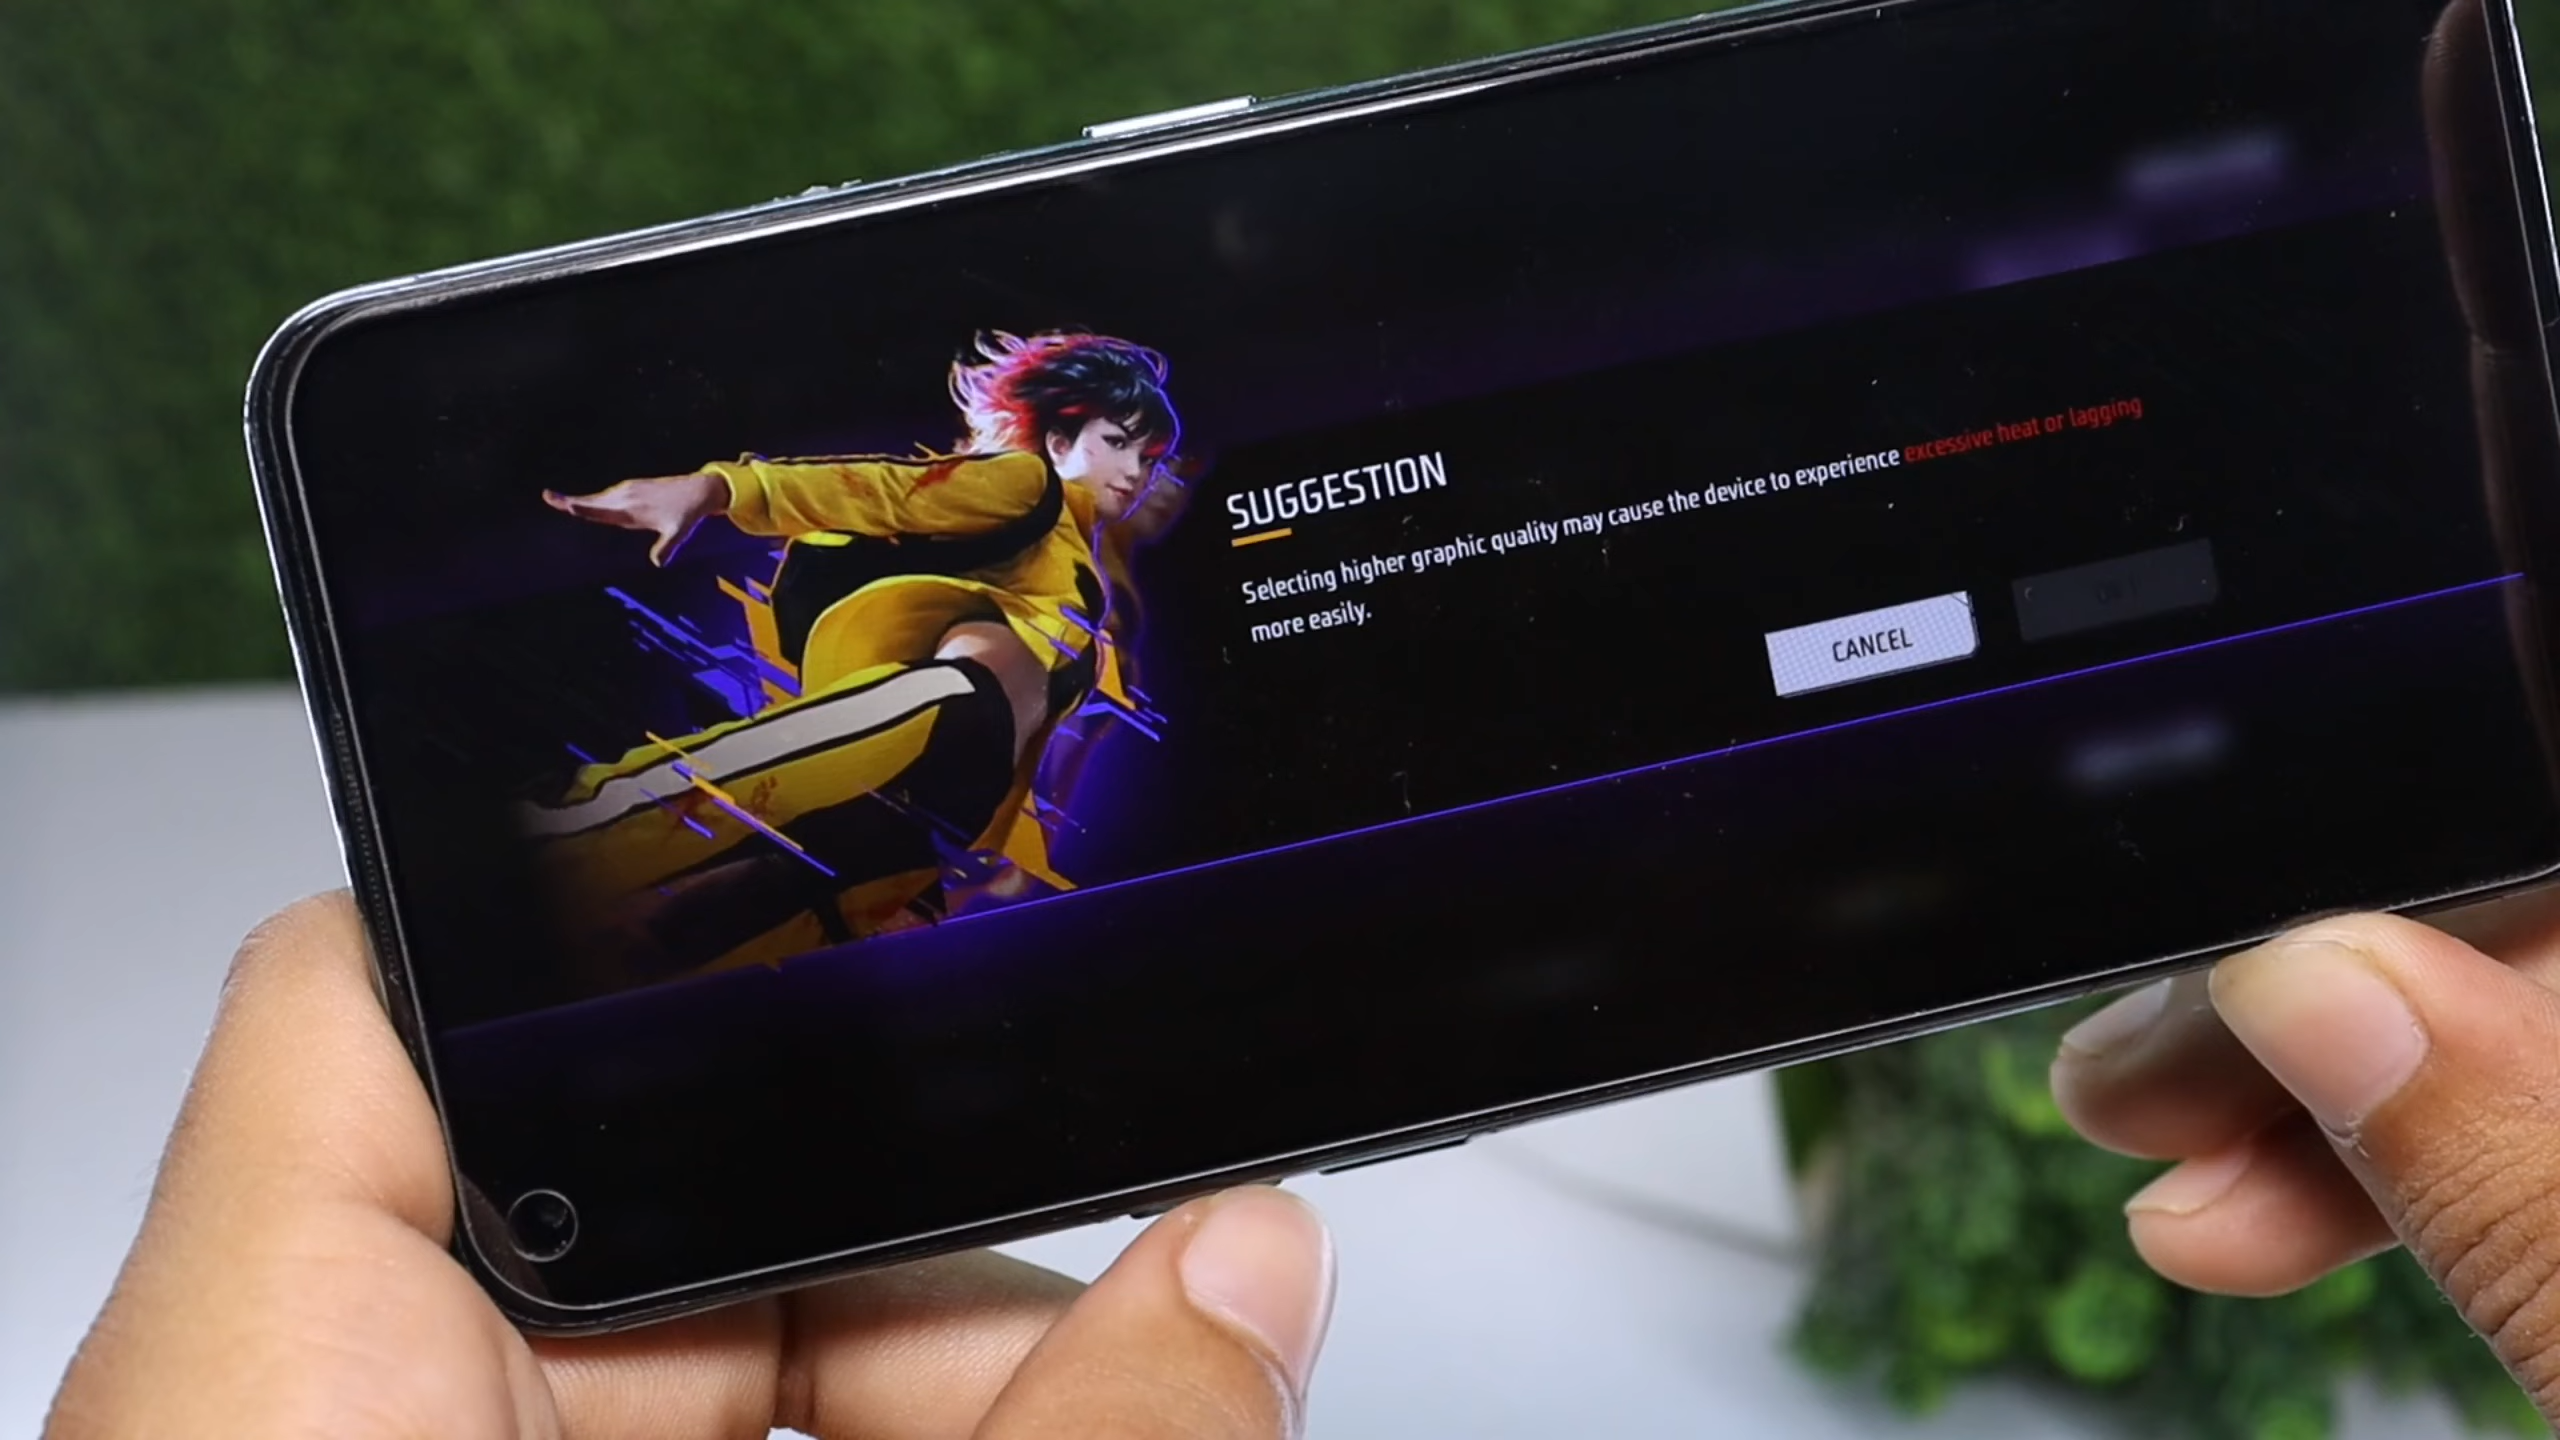 SUGGESTION
Selecting higher graphic quality may cause the device to experience excessive heat or lagging
more easily.
CANCEL